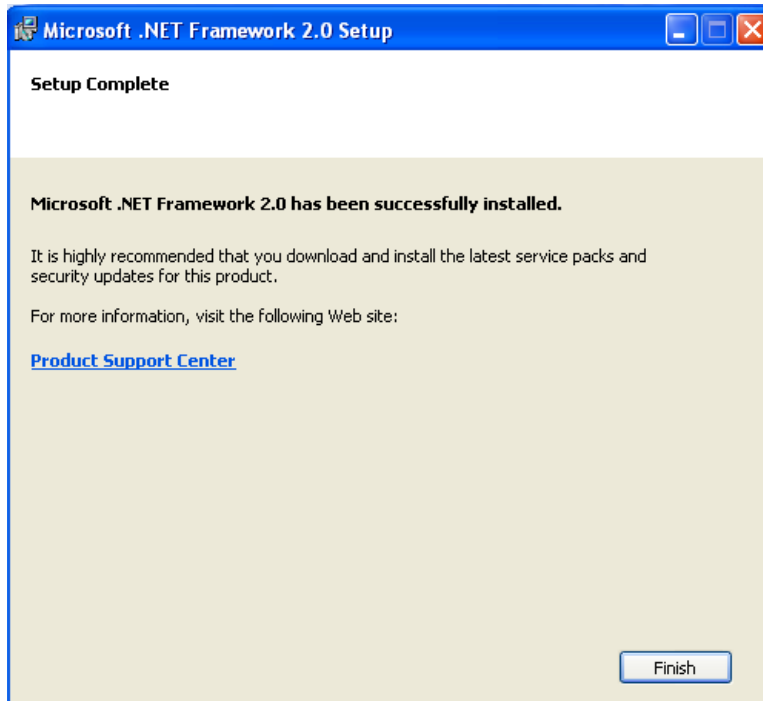 Microsoft .NET Framework 2.0 Setup
Setup Complete
Microsoft .NET Framework 2.0 has been successfully installed.
It is highly recommended that you download and install the latest service packs and
security updates for this product.
For more information, visit the following Web site:
Product Support Center
Finish